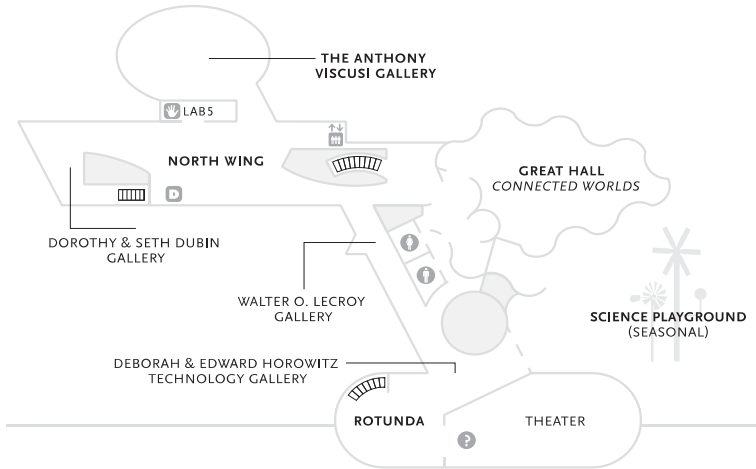 THE ANTHONY
VISCUSI GALLERY
LAB5
NORTH WING
GREAT HALL
CONNECTED WORLDS
D
DOROTHY & SETH DUBIN
GALLERY
WALTER O. LECROY
GALLERY
SCIENCE PLAYGROUND
(SEASONAL)
DEBORAH & EDWARD HOROWITZ
TECHNOLOGY GALLERY
ROTUNDA
THEATER
?